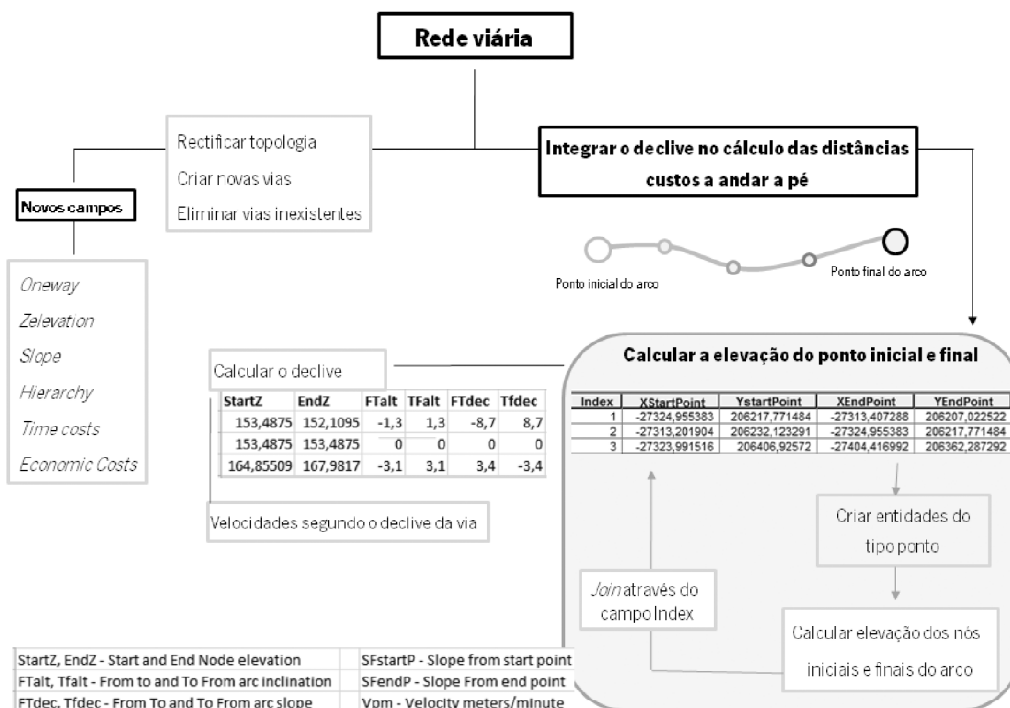 Rede viária
Rectificar topologia
Criar novas vias
Eliminar vias inexistentes
Integrar o declive no cálculo das distâncias
custos a andar a pé
Novos campos
Oneway
Zelevation
Slope
Hierarchy
Time costs
Economic Costs
Ponto inicial do arco
Ponto final do arco
Calcular a elevação do ponto inicial e final
Index XStartPoint YstartPoint XEndPoint YEndPoint
1 -27324,955383 206217,771484 -27313,407288 206207,022522
2 -27313,201904 206232,123291 -27324,955383 206217,771484
3 -27323,991516 206406,92572 -27404,416992 206362,287292
Calcular o declive
StartZ EndZ FTalt TFalt FTdec Tfdec
153,4875 152,1095 -1,3 1,3 -8,7 8,7
153,4875 153,4875 0 0 0 0
164,85509 167,9817 -3,1 3,1 3,4 -3,4
Velocidades segundo o declive da via
Criar entidades do
tipo ponto
Join através do
campo Index
Calcular elevação dos nós
iniciais e finais do arco
StartZ, EndZ - Start and End Node elevation
FTalt, Tfalt - From to and To From arc inclination
FTdec, Tfdec - From To and To From arc slope
SFstartP - Slope from start point
SFendP - Slope From end point
Vpm - Velocity meters/minute